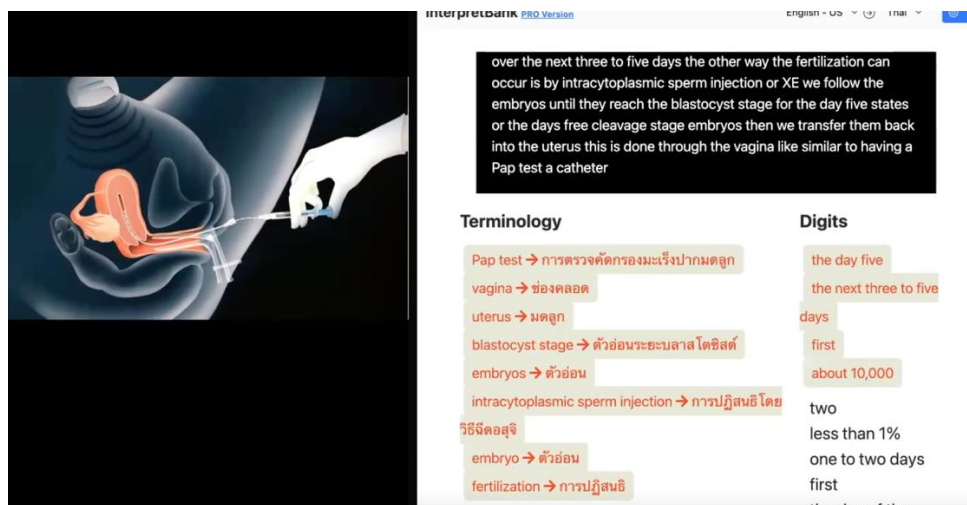 InterpretBank PRO Version
English - US
Thai
over the next three to five days the other way the fertilization can
occur is by intracytoplasmic sperm injection or XE we follow the
embryos until they reach the blastocyst stage for the day five states
or the days free cleavage stage embryos then we transfer them back
into the uterus this is done through the vagina like similar to having a
Pap test a catheter
Terminology
Pap test → การตรวจคัดกรองมะเร็งปากมดลูก
vagina → ช่องคลอด
uterus → มดลูก
blastocyst stage → ตัวอ่อนระยะบลาสโตซิสต์
embryos → ตัวอ่อน
intracytoplasmic sperm injection → การปฏิสนธิโดย
วิธีฉีดอสุจิ
embryo → ตัวอ่อน
fertilization → การปฏิสนธิ
Digits
the day five
the next three to five
days
first
about 10,000
two
less than 1%
one to two days
first